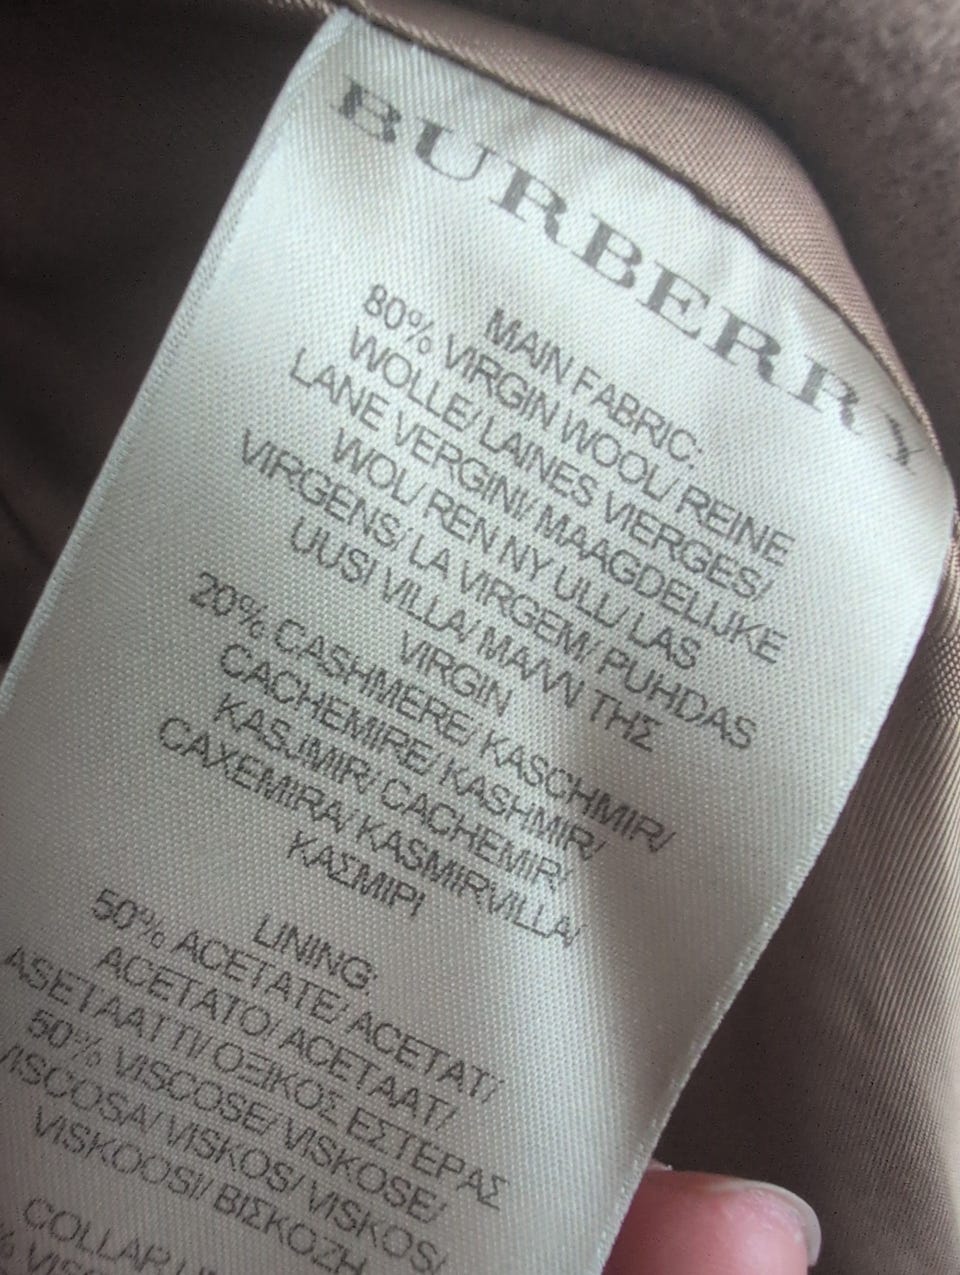 BURBERRY
MAIN FABRIC:
80% VIRGIN WOOL/ REINE
WOLLE/ LAINES VIERGES/
LANE VERGINI/ MAAGDELIJKE
WOL/ REN NY ULL/ LAS
VIRGENS/ LA VIRGEM/ PUHDAS
UUSI VILLA/ ΜΑΛΛΙ ΤΗΣ
VIRGIN
20% CASHMERE/ KASCHMIR/
CACHEMIRE/ KASHMIR/
KASJMIR/ CACHEMIR/
CAXEMIRA/ KASMIRVILLA/
ΚΑΣΜΙΡΙ
LINING:
50% ACETATE/ ACETAT/
ACETATO/ ACETAAT/
ASETAATTI/ ΟΞΙΚΟΣ ΕΣΤΕΡΑΣ
50% VISCOSE/ VISKOSE/
VISCOSA/ VISKOS/ VISKOS/
VISKOOSI/ ΒΙΣΚΟΖΗ
COLLAR